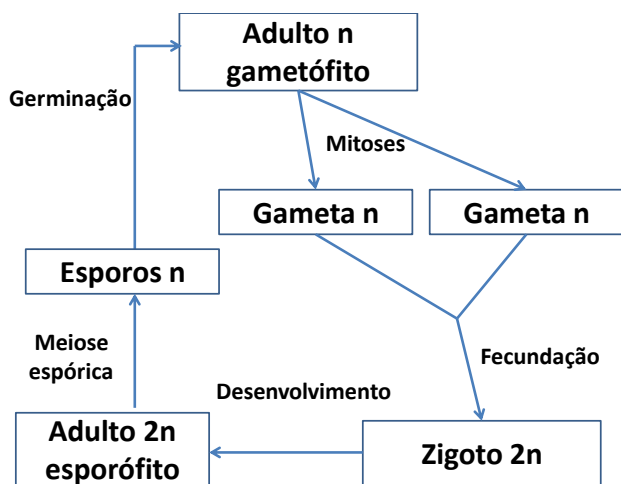 Adulto n
gametófito
Germinação
Mitoses
Gameta n
Gameta n
Esporos n
Meiose
espórica
Fecundação
Desenvolvimento
Adulto 2n
esporófito
Zigoto 2n